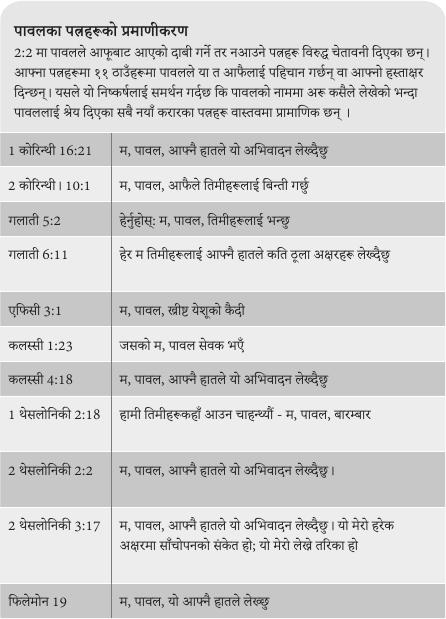 पावलका पत्नहरूको प्रमाणीकरण
2:2 मा पावलले आफूबाट आएको दाबी गर्ने तर नआउने पत्नहरू विरुद्ध चेतावनी दिएका छन् ।
आफ्ना पत्नहरूमा ११ ठाउँहरूमा पावलले या त आफैलाई पहिचान गर्छन् वा आफ्नो हस्ताक्षर
दिन्छन् । यसले यो निष्कर्षलाई समर्थन गर्दछ कि पावलको नाममा अरू कसैले लेखेको भन्दा
पावललाई श्रेय दिएका सबै नयाँ करारका पत्नहरू वास्तवमा प्रामाणिक छन् ।
1 कोरिन्थी 16:21 म, पावल, आफ्नै हातले यो अभिवादन लेख्दैछु
2 कोरिन्थी । 10:1 म, पावल, आफैले तिमीहरूलाई बिन्ती गर्छु
गलाती 5:2 हेर्नुहोस्: म, पावल, तिमीहरूलाई भन्छु
गलाती 6:11 हेर म तिमीहरूलाई आफ्नै हातले कति ठूला अक्षरहरू लेख्दैछु
एफिसी 3:1 म, पावल, ख्रीष्ट येशूको कैदी
कलस्सी 1:23 जसको म, पावल सेवक भएँ
कलस्सी 4:18 म, पावल, आफ्नै हातले यो अभिवादन लेख्दैछु
1 थेसलोनिकी 2:18 हामी तिमीहरूकहाँ आउन चाहन्थ्यौं - म, पावल, बारम्बार
2 थेसलोनिकी 2:2 म, पावल, आफ्नै हातले यो अभिवादन लेख्दैछु ।
2 थेसलोनिकी 3:17 म, पावल, आफ्नै हातले यो अभिवादन लेख्दैछु । यो मेरो हरेक
अक्षरमा साँचोपनको संकेत हो; यो मेरो लेख्ने तरिका हो
फिलेमोन 19 म, पावल, यो आफ्नै हातले लेख्छु